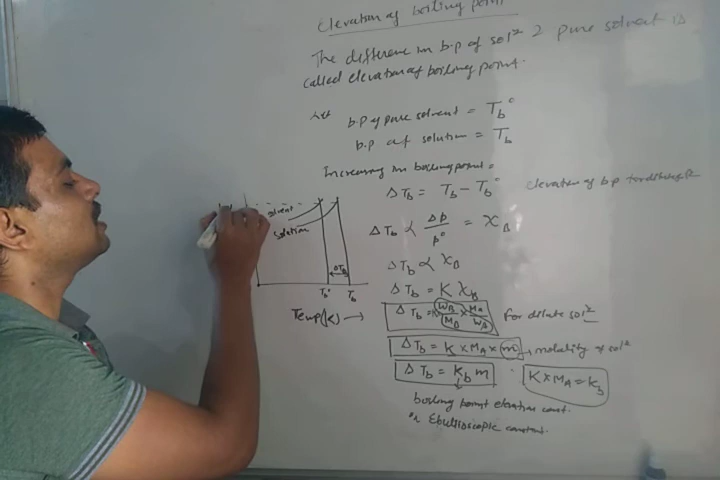 Elevation of boiling point
The difference in b.p of solⁿ & pure solvent is
called elevation of boiling point.
Let
b.p of pure solvent = Tb°
b.p of solution = Tb
Increasing in boiling point =
ΔTb = Tb - Tb° elevation of b.p
ΔTb ∝ Δp/p° = XB
ΔTb ∝ XB
ΔTb = K XB
ΔTb = K WB/MB × MA/WA for dilute solⁿ
ΔTb = K × MA × m → molality of solⁿ
ΔTb = Kb m K × MA = Kb
boiling point elevation const.
or Ebullioscopic constant.
solvent
solution
ΔTb
Tb° Tb
Temp(K) →